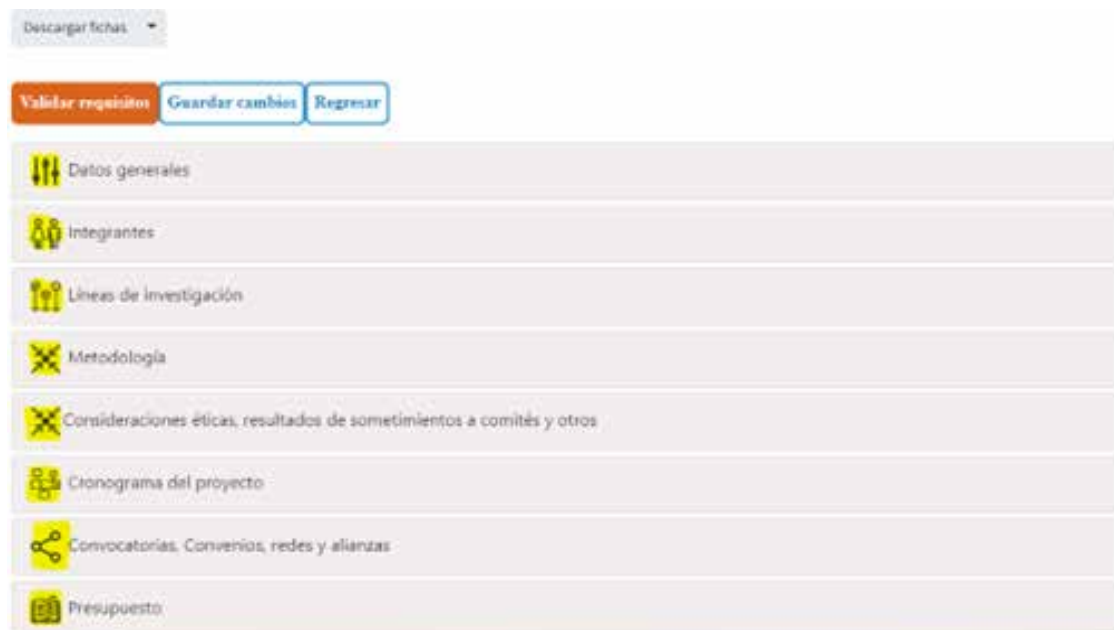 Descargar fichas
Validar requisitos Guardar cambios Regresar
Datos generales
Integrantes
Líneas de investigación
Metodología
Consideraciones éticas, resultados de sometimientos a comités y otros
Cronograma del proyecto
Convocatorias, Convenios, redes y alianzas
Presupuesto